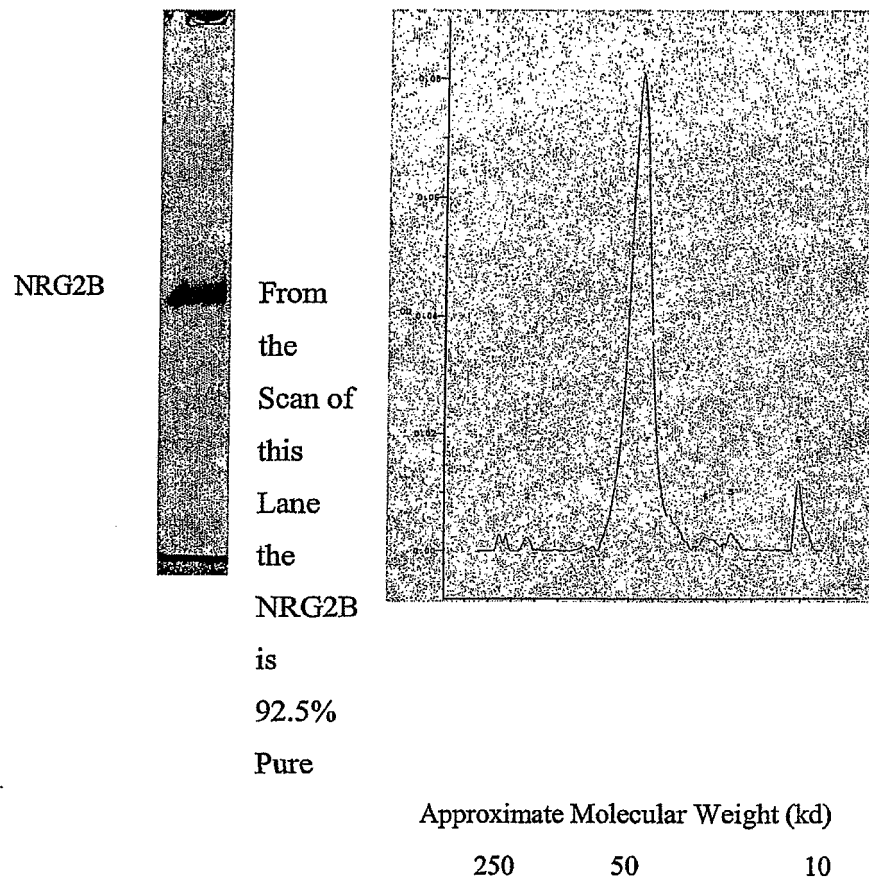 NRG2B
From
the
Scan of
this
Lane
the
NRG2B
is
92.5%
Pure
Approximate Molecular Weight (kd)
250 50 10